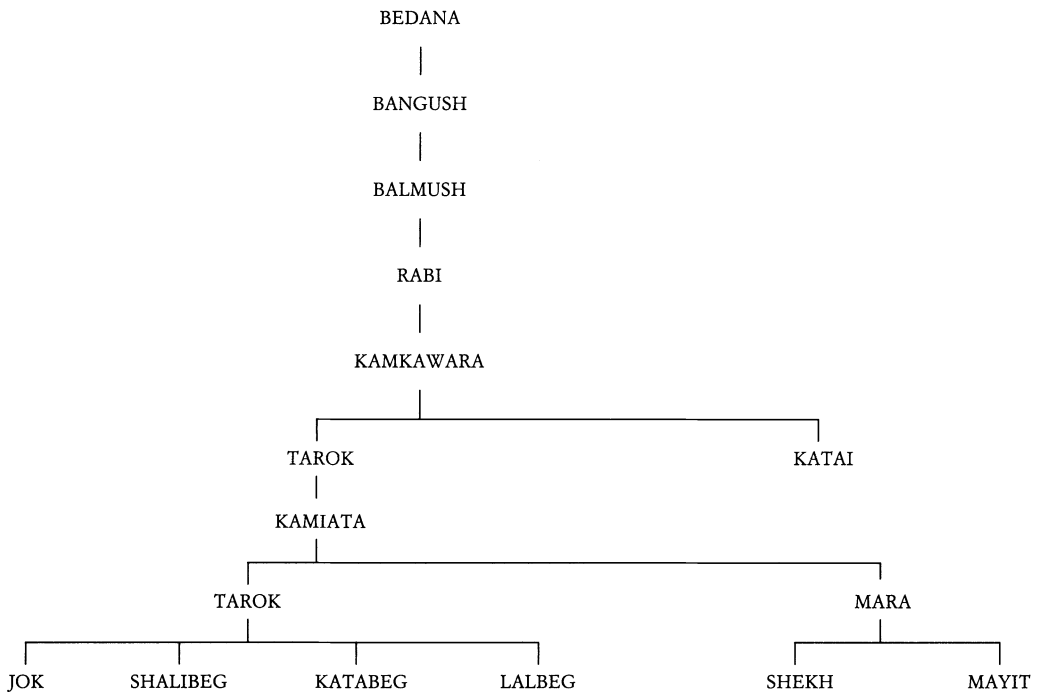 BEDANA
BANGUSH
BALMUSH
RABI
KAMKAWARA
TAROK KATAI
KAMIATA
TAROK MARA
JOK SHALIBEG KATABEG LALBEG SHEKH MAYIT